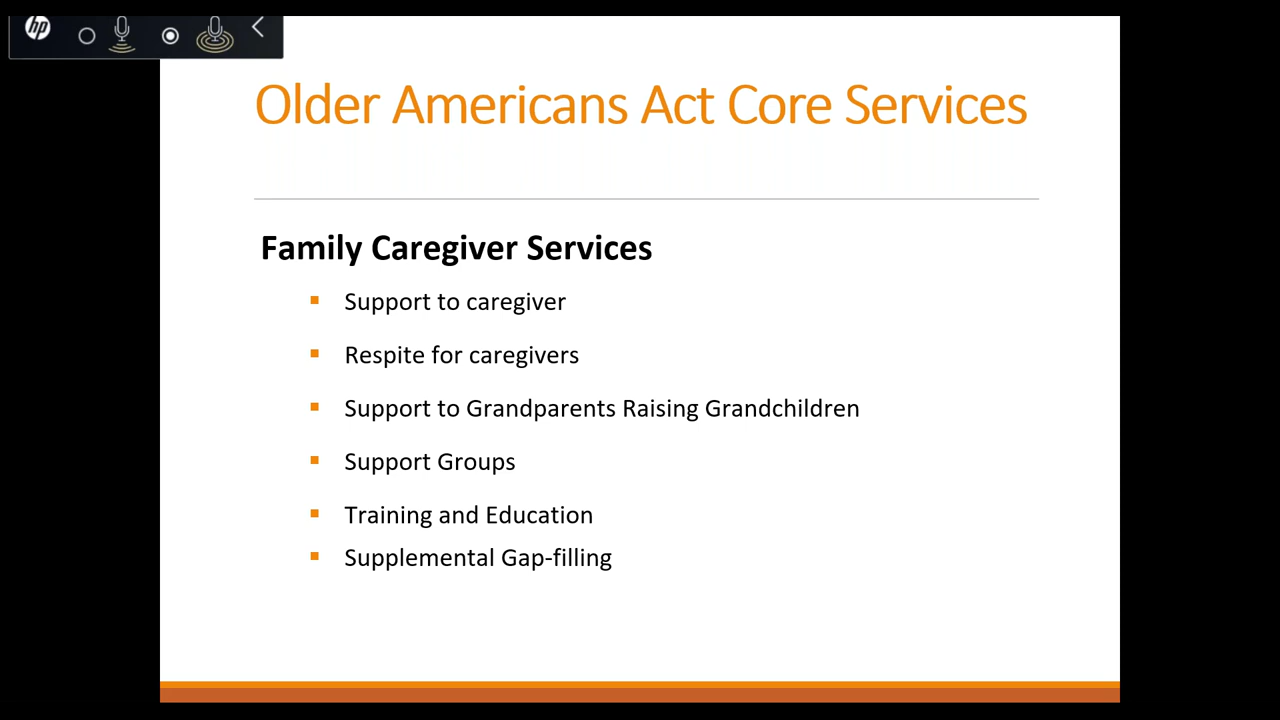 hp
Older Americans Act Core Services
Family Caregiver Services
▪ Support to caregiver
▪ Respite for caregivers
▪ Support to Grandparents Raising Grandchildren
▪ Support Groups
▪ Training and Education
▪ Supplemental Gap-filling